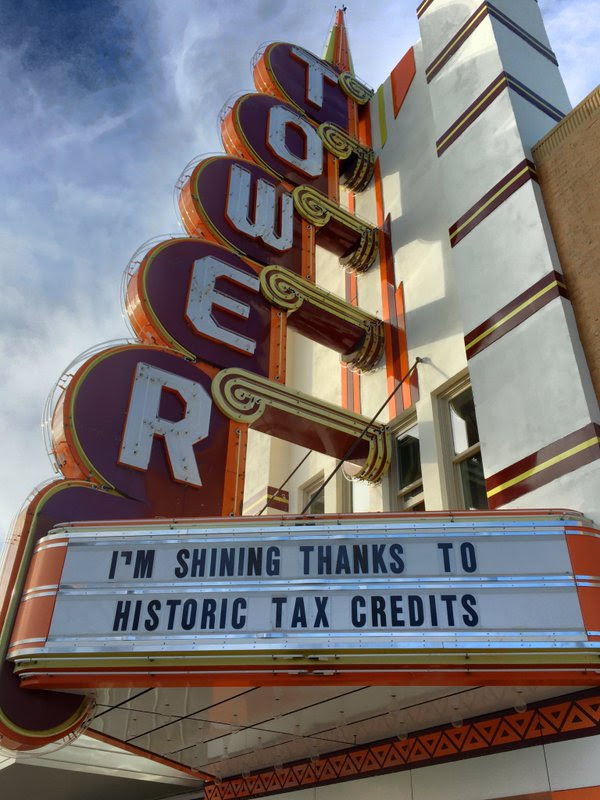 TOWER
I'M SHINING THANKS TO
HISTORIC TAX CREDITS